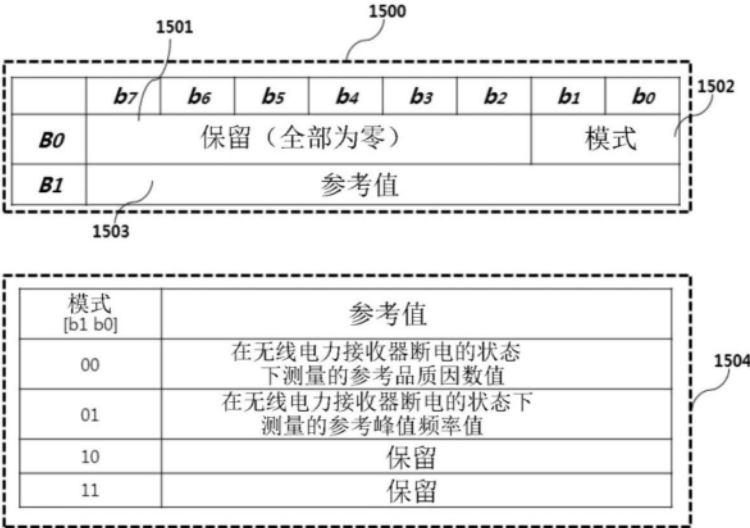 1500
1501
b7 b6 b5 b4 b3 b2 b1 b0
1502
B0 保留（全部为零） 模式
B1 参考值
1503
模式
[b1 b0] 参考值
00 在无线电力接收器断电的状态
下测量的参考品质因数值
1504
01 在无线电力接收器断电的状态下
测量的参考峰值频率值
10 保留
11 保留